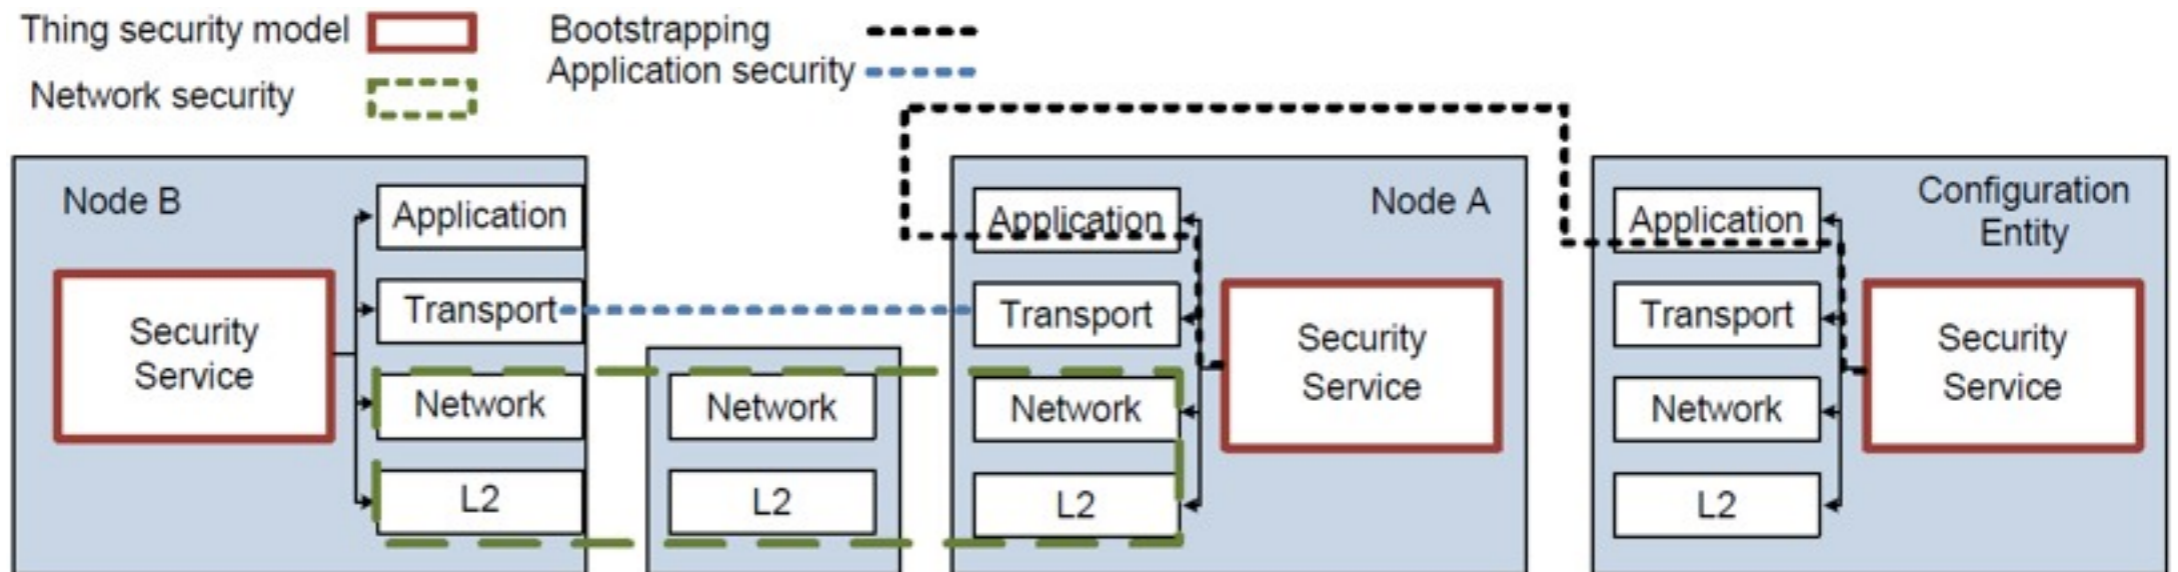 Thing security model
Network security
Bootstrapping
Application security
Node B
Security
Service
Application
Transport
Network
L2
Network
L2
Application
Transport
Network
L2
Node A
Security
Service
Application
Transport
Network
L2
Configuration
Entity
Security
Service